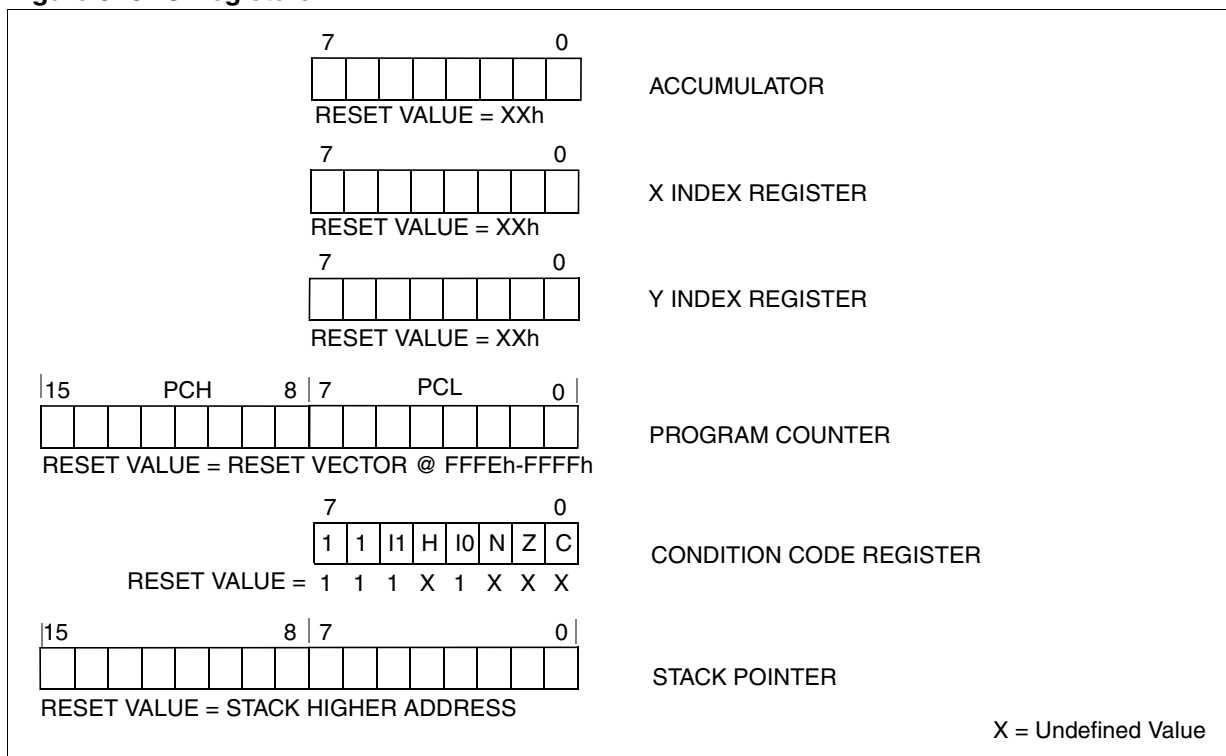 7 0
ACCUMULATOR
RESET VALUE = XXh
7 0
X INDEX REGISTER
RESET VALUE = XXh
7 0
Y INDEX REGISTER
RESET VALUE = XXh
15 PCH 8 7 PCL 0
PROGRAM COUNTER
RESET VALUE = RESET VECTOR @ FFFEh-FFFFh
7 0
1 1 I1 H I0 N Z C
CONDITION CODE REGISTER
RESET VALUE = 1 1 1 X 1 X X X
15 8 7 0
STACK POINTER
RESET VALUE = STACK HIGHER ADDRESS
X = Undefined Value